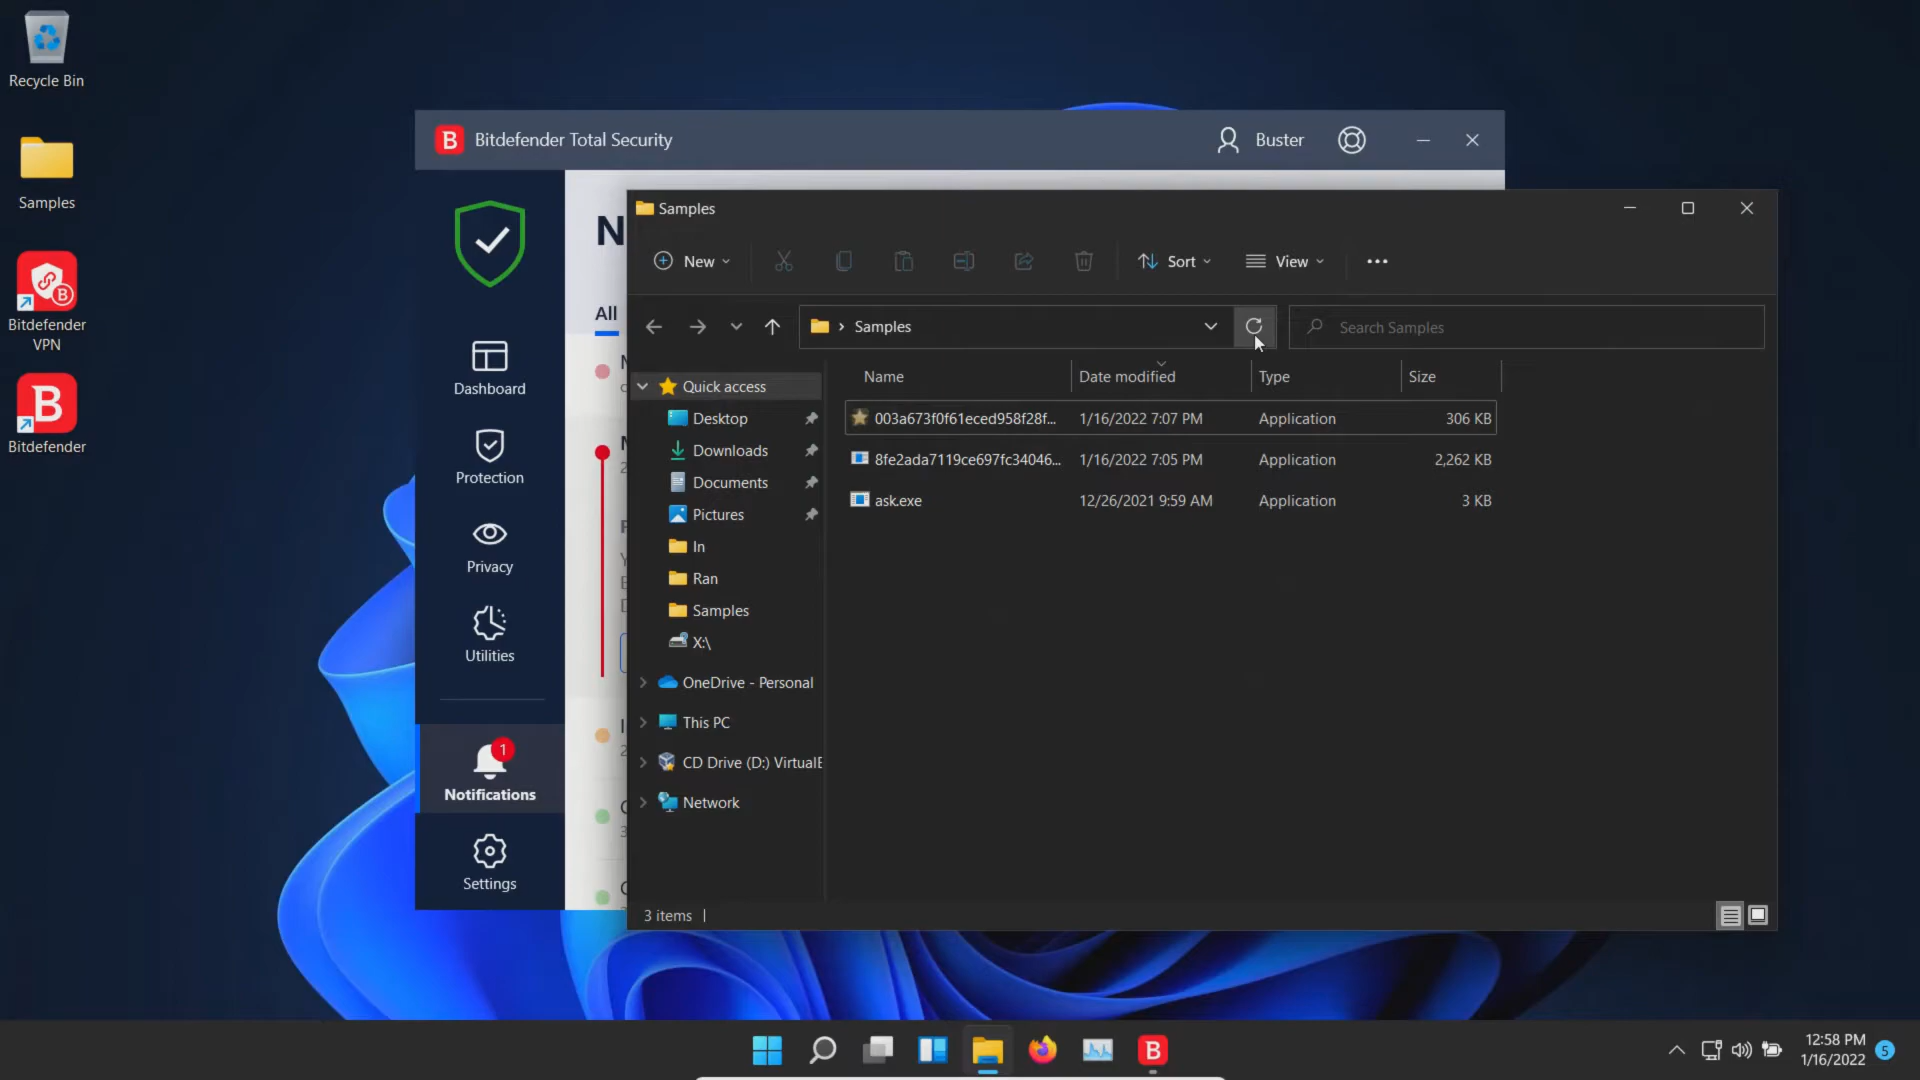 Recycle Bin
Samples
Bitdefender
VPN
Bitdefender
Bitdefender Total Security
Buster
Dashboard
Protection
Privacy
Utilities
1
Notifications
Settings
N
All
Samples
New
Sort
View
Samples
Search Samples
Name Date modified Type Size
003a673f0f61eced958f28f... 1/16/2022 7:07 PM Application 306 KB
8fe2ada7119ce697fc34046... 1/16/2022 7:05 PM Application 2,262 KB
ask.exe 12/26/2021 9:59 AM Application 3 KB
Quick access
Desktop
Downloads
Documents
Pictures
In
Ran
Samples
X:\
OneDrive - Personal
This PC
CD Drive (D:) Virtual
Network
3 items
12:58 PM
1/16/2022
5